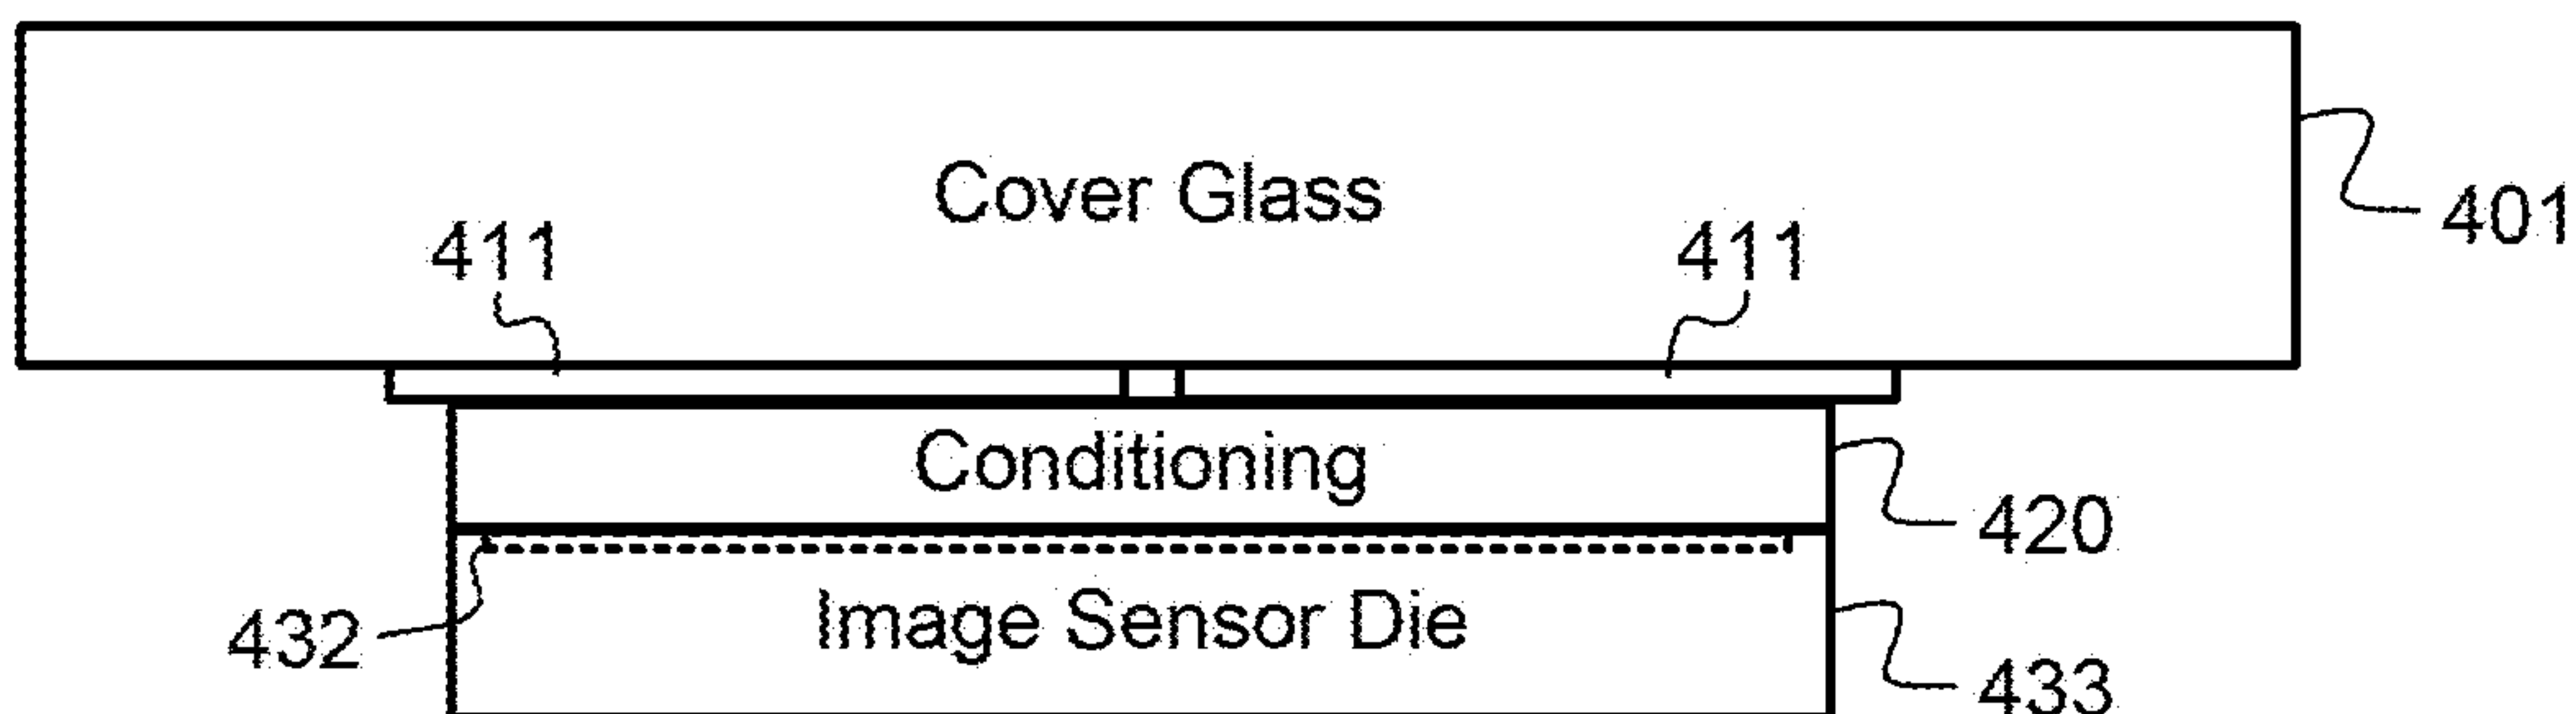 Cover Glass
401
411
411
Conditioning
420
432
Image Sensor Die
433